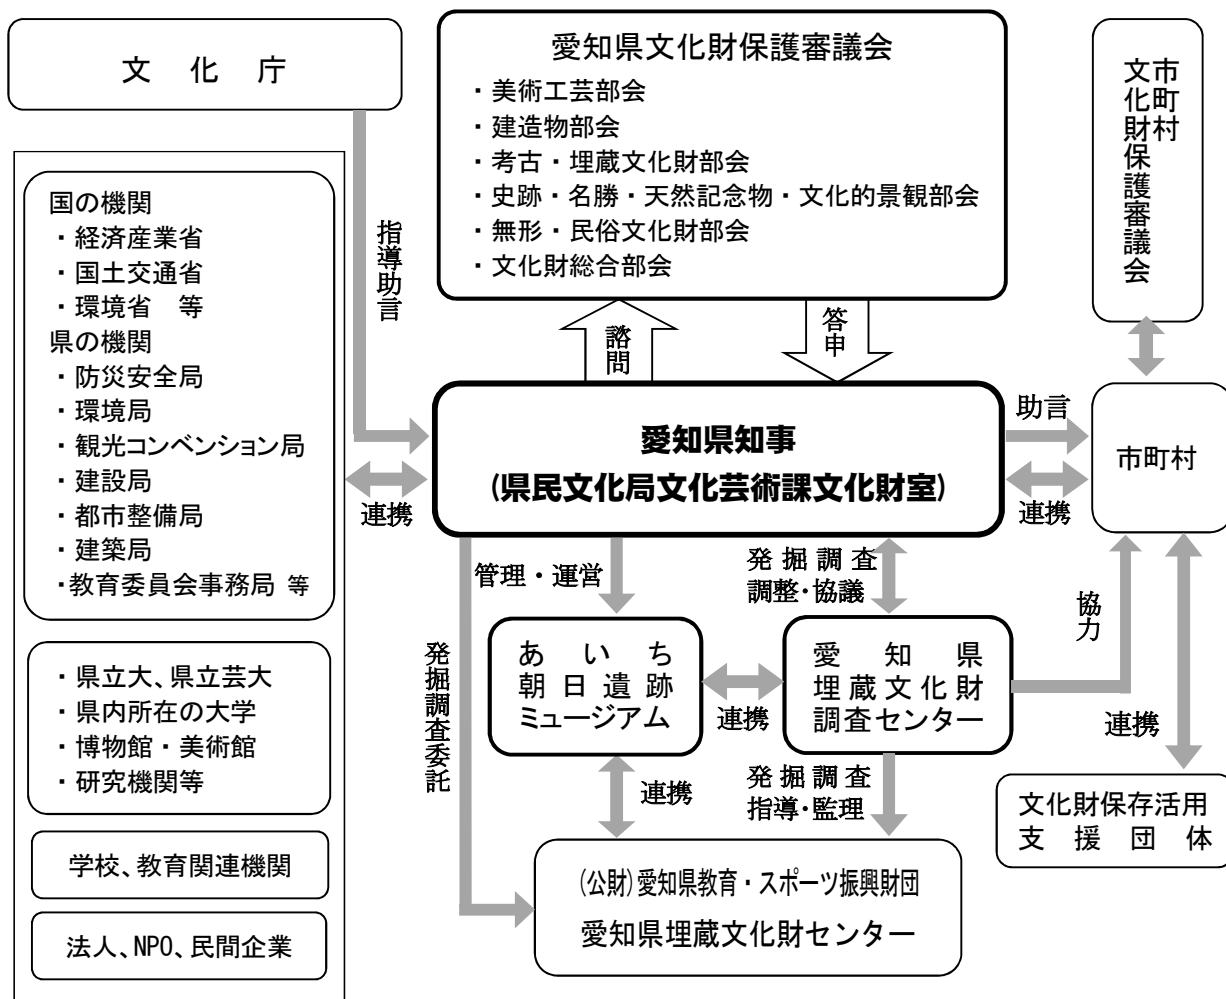 文化庁
愛知県文化財保護審議会
・美術工芸部会
・建造物部会
・考古・埋蔵文化財部会
・史跡・名勝・天然記念物・文化的景観部会
・無形・民俗文化財部会
・文化財総合部会
市町村
文化財保護審議会
国の機関
・経済産業省
・国土交通省
・環境省 等
県の機関
・防災安全局
・環境局
・観光コンベンション局
・建設局
・都市整備局
・建築局
・教育委員会事務局 等
・県立大、県立芸大
・県内所在の大学
・博物館・美術館
・研究機関等
学校、教育関連機関
法人、NPO、民間企業
指導助言
諮問
答申
愛知県知事
(県民文化局文化芸術課文化財室)
連携
助言
連携
市町村
管理・運営
発掘調査
調整・協議
協力
発掘調査委託
あいち
朝日遺跡
ミュージアム
連携
愛知県
埋蔵文化財
調査センター
連携
連携
発掘調査
指導・監理
文化財保存活用
支援団体
(公財)愛知県教育・スポーツ振興財団
愛知県埋蔵文化財センター